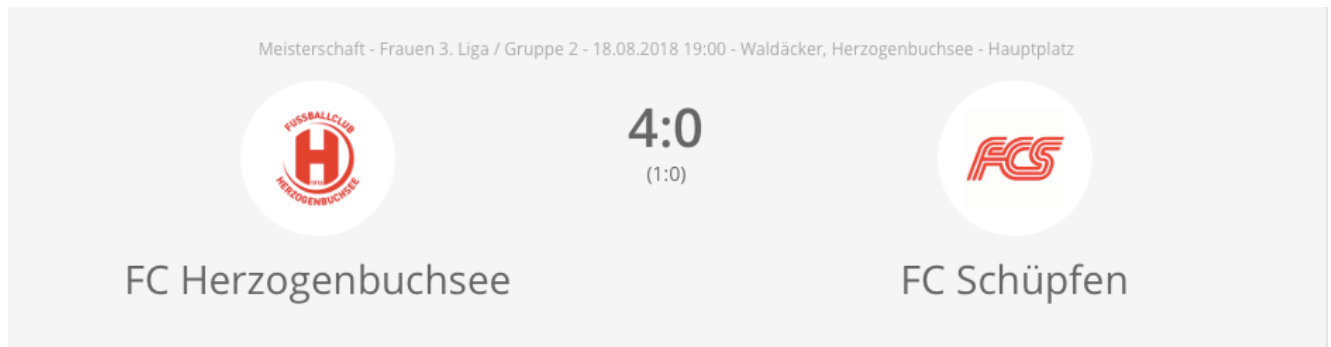 Meisterschaft - Frauen 3. Liga / Gruppe 2 - 18.08.2018 19:00 - Waldäcker, Herzogenbuchsee - Hauptplatz
FUSSBALLCLUB
H
1910
HERZOGENBUCHSEE
4:0
(1:0)
FCS
FC Herzogenbuchsee
FC Schüpfen